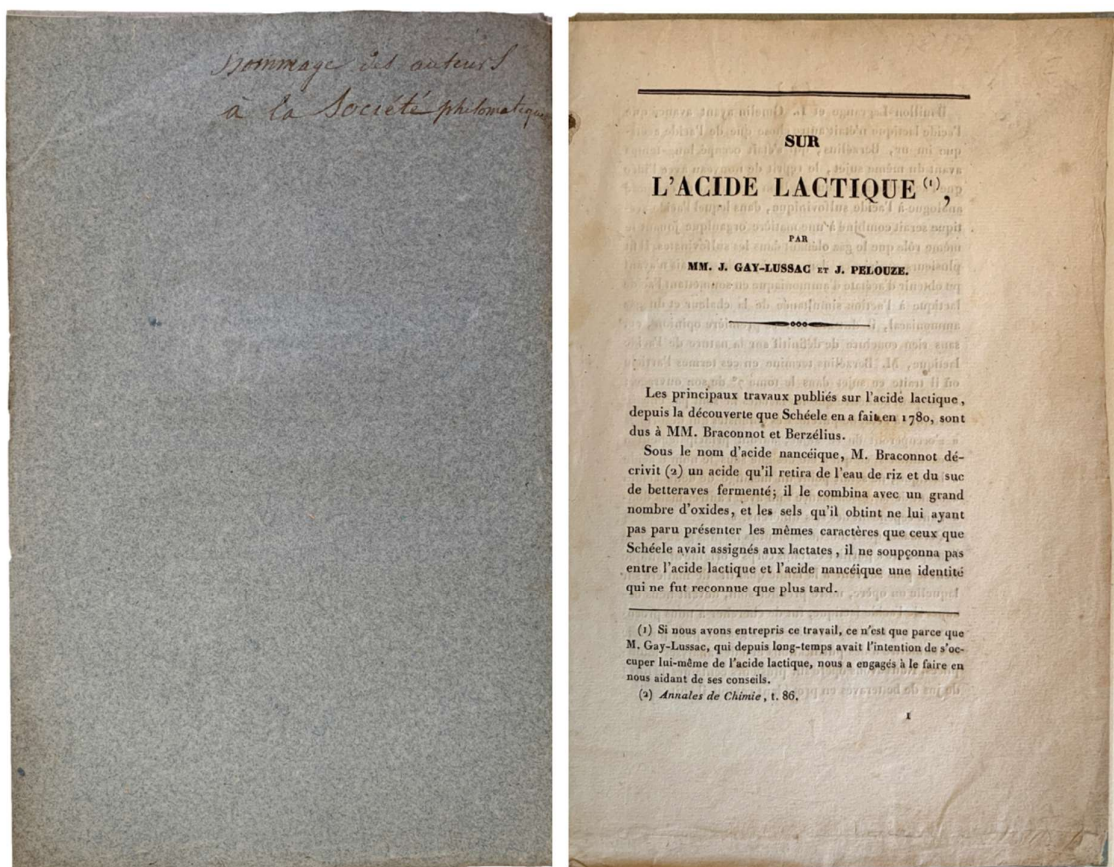 Hommage des auteurs
à la Société philomatique
SUR
L'ACIDE LACTIQUE (1),
PAR
MM. J. GAY-LUSSAC ET J. PELOUZE.
Les principaux travaux publiés sur l'acide lactique,
depuis la découverte que Schéele en a fait en 1780, sont
dus à MM. Braconnot et Berzélius.
Sous le nom d'acide nancéique, M. Braconnot dé-
crivit (2) un acide qu'il retira de l'eau de riz et du suc
de betteraves fermenté; il le combina avec un grand
nombre d'oxides, et les sels qu'il obtint ne lui ayant
pas paru présenter les mêmes caractères que ceux que
Schéele avait assignés aux lactates, il ne soupçonna pas
entre l'acide lactique et l'acide nancéique une identité
qui ne fut reconnue que plus tard.
(1) Si nous avons entrepris ce travail, ce n'est que parce que
M. Gay-Lussac, qui depuis long-temps avait l'intention de s'oc-
cuper lui-même de l'acide lactique, nous a engagés à le faire en
nous aidant de ses conseils.
(2) Annales de Chimie, t. 86.
1